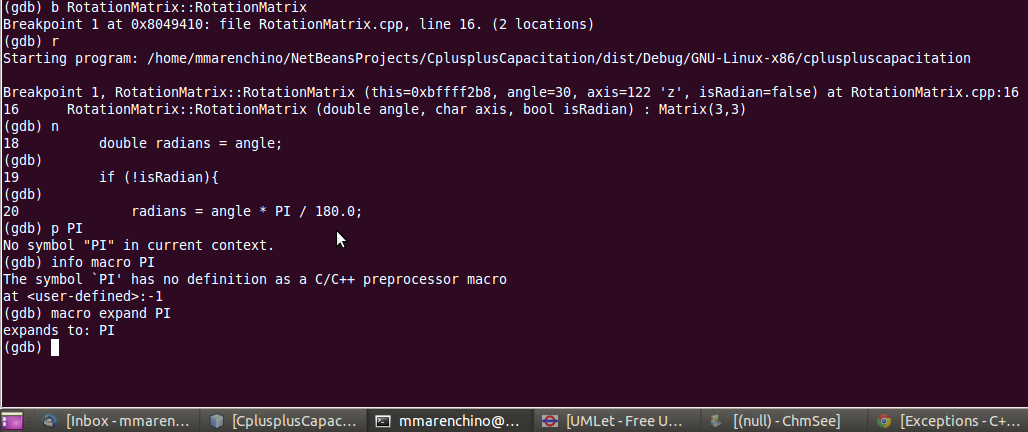 (gdb) b RotationMatrix::RotationMatrix
Breakpoint 1 at 0x8049410: file RotationMatrix.cpp, line 16. (2 locations)
(gdb) r
Starting program: /home/mmarenchino/NetBeansProjects/CplusplusCapacitation/dist/Debug/GNU-Linux-x86/cpluspluscapacitation
Breakpoint 1, RotationMatrix::RotationMatrix (this=0xbffff2b8, angle=30, axis=122 'z', isRadian=false) at RotationMatrix.cpp:16
16      RotationMatrix::RotationMatrix (double angle, char axis, bool isRadian) : Matrix(3,3)
(gdb) n
18          double radians = angle;
(gdb)
19          if (!isRadian){
(gdb)
20              radians = angle * PI / 180.0;
(gdb) p PI
No symbol "PI" in current context.
(gdb) info macro PI
The symbol `PI' has no definition as a C/C++ preprocessor macro
at <user-defined>:-1
(gdb) macro expand PI
expands to: PI
(gdb)
[Inbox - mmaren... [CplusplusCapac... mmarenchino@... [UMLet - Free U... [(null) - ChmSee] [Exceptions - C+...